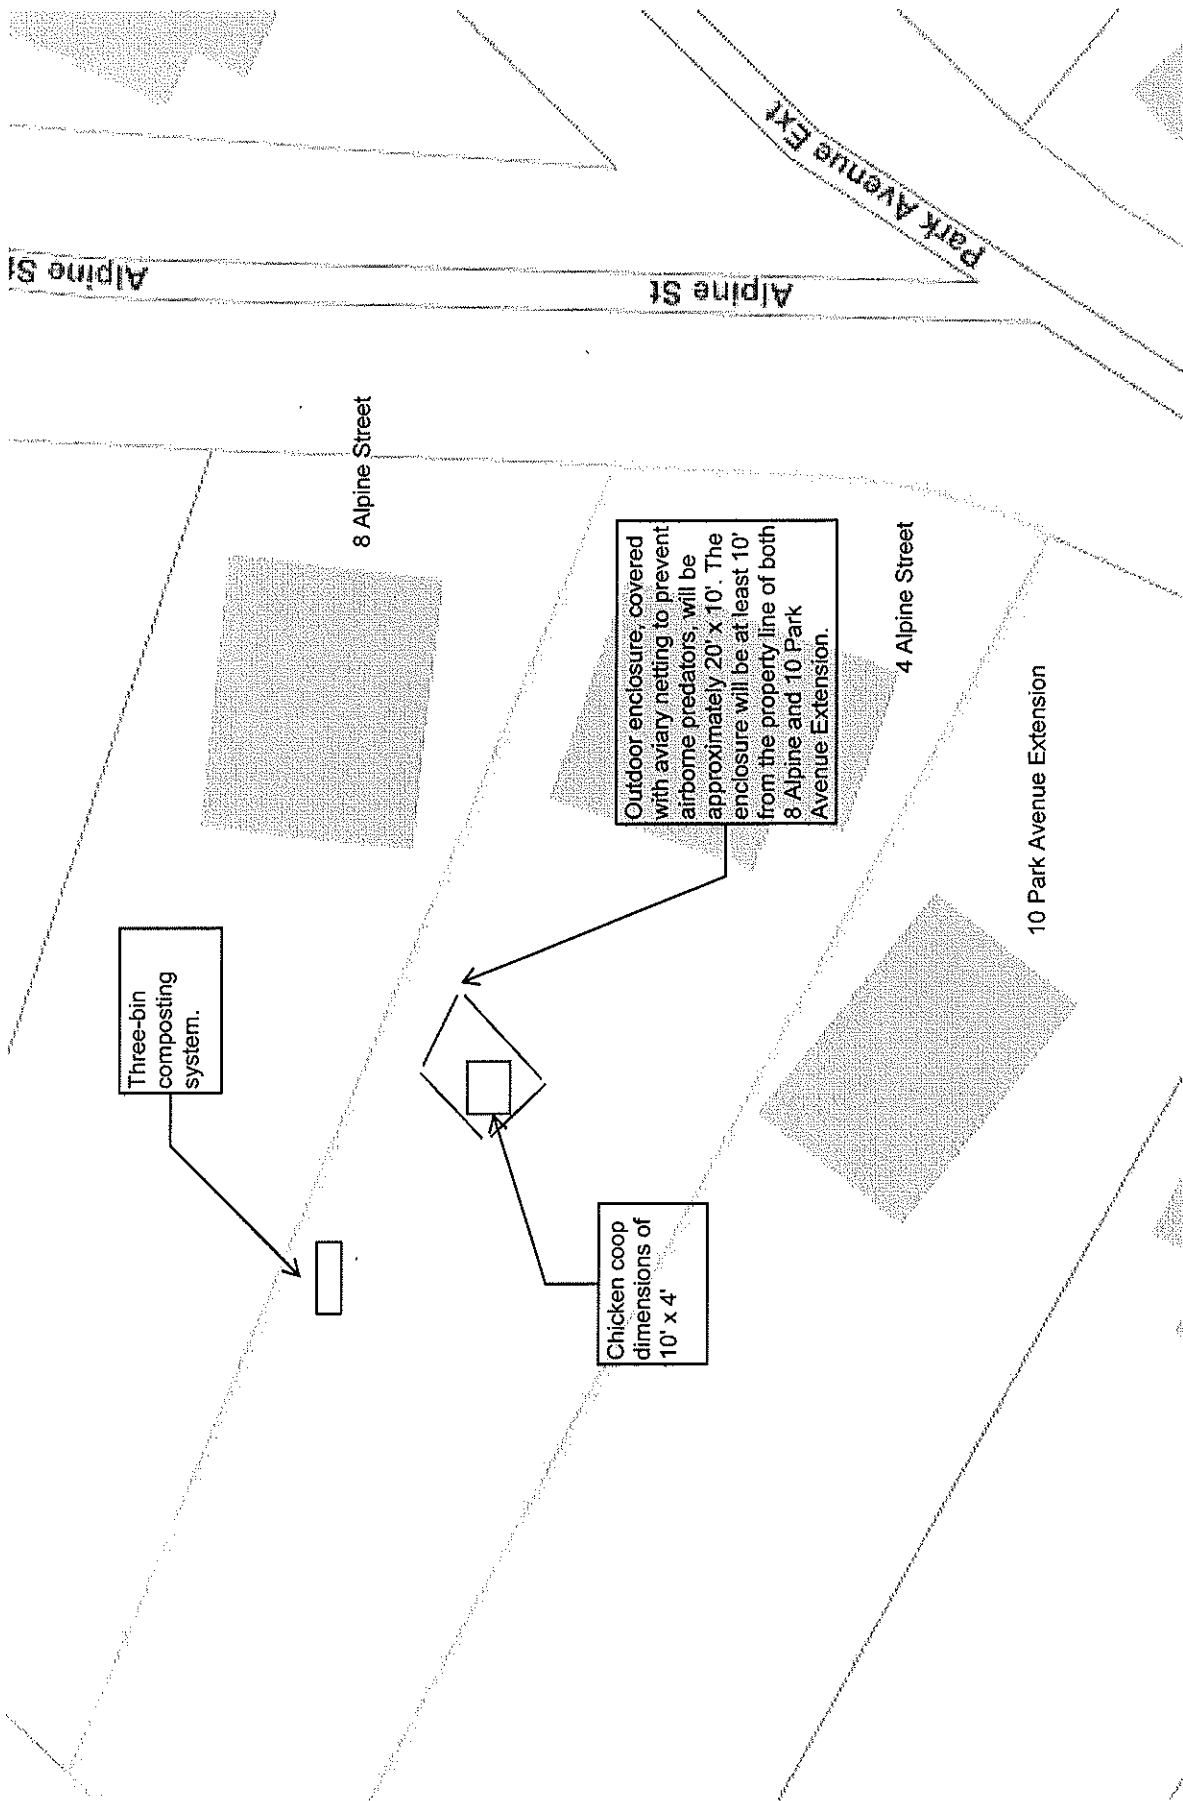 Alpine St
Alpine St
Park Avenue Ext
8 Alpine Street
Three-bin
composting
system.
Outdoor enclosure, covered
with aviary netting to prevent
airborne predators, will be
approximately 20' x 10'. The
enclosure will be at least 10'
from the property line of both
8 Alpine and 10 Park
Avenue Extension.
4 Alpine Street
Chicken coop
dimensions of
10' x 4'
10 Park Avenue Extension